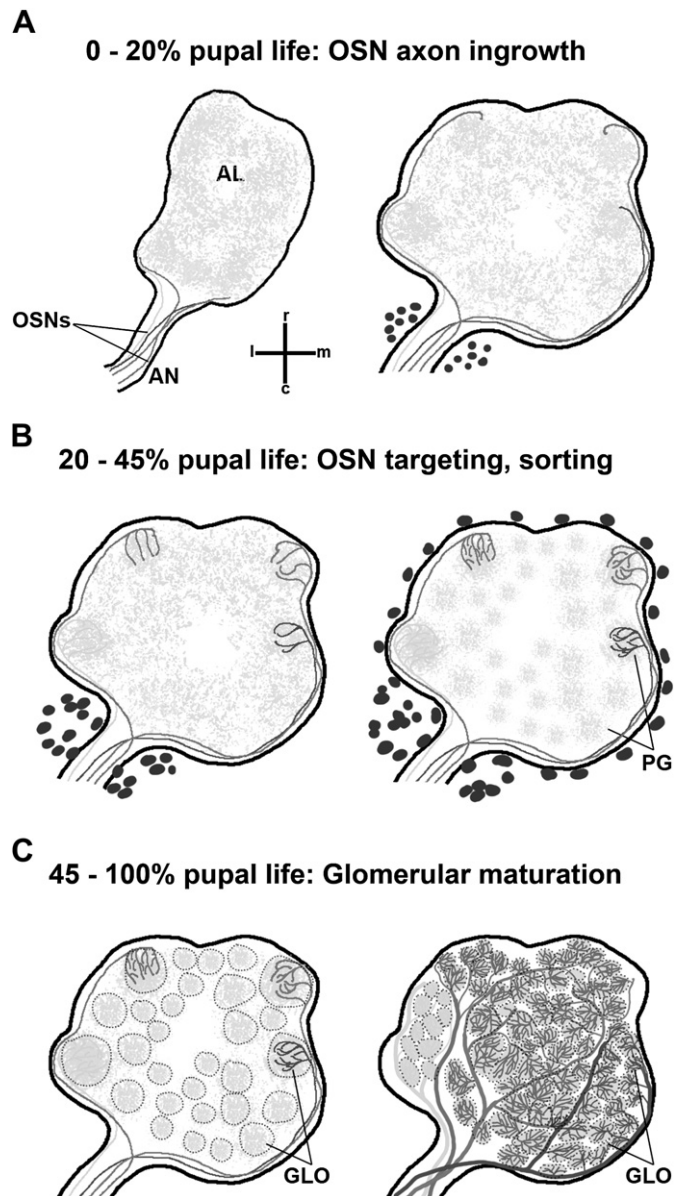 A
0 - 20% pupal life: OSN axon ingrowth
AL
OSNs
AN
r
l
m
c
B
20 - 45% pupal life: OSN targeting, sorting
PG
C
45 - 100% pupal life: Glomerular maturation
GLO
GLO